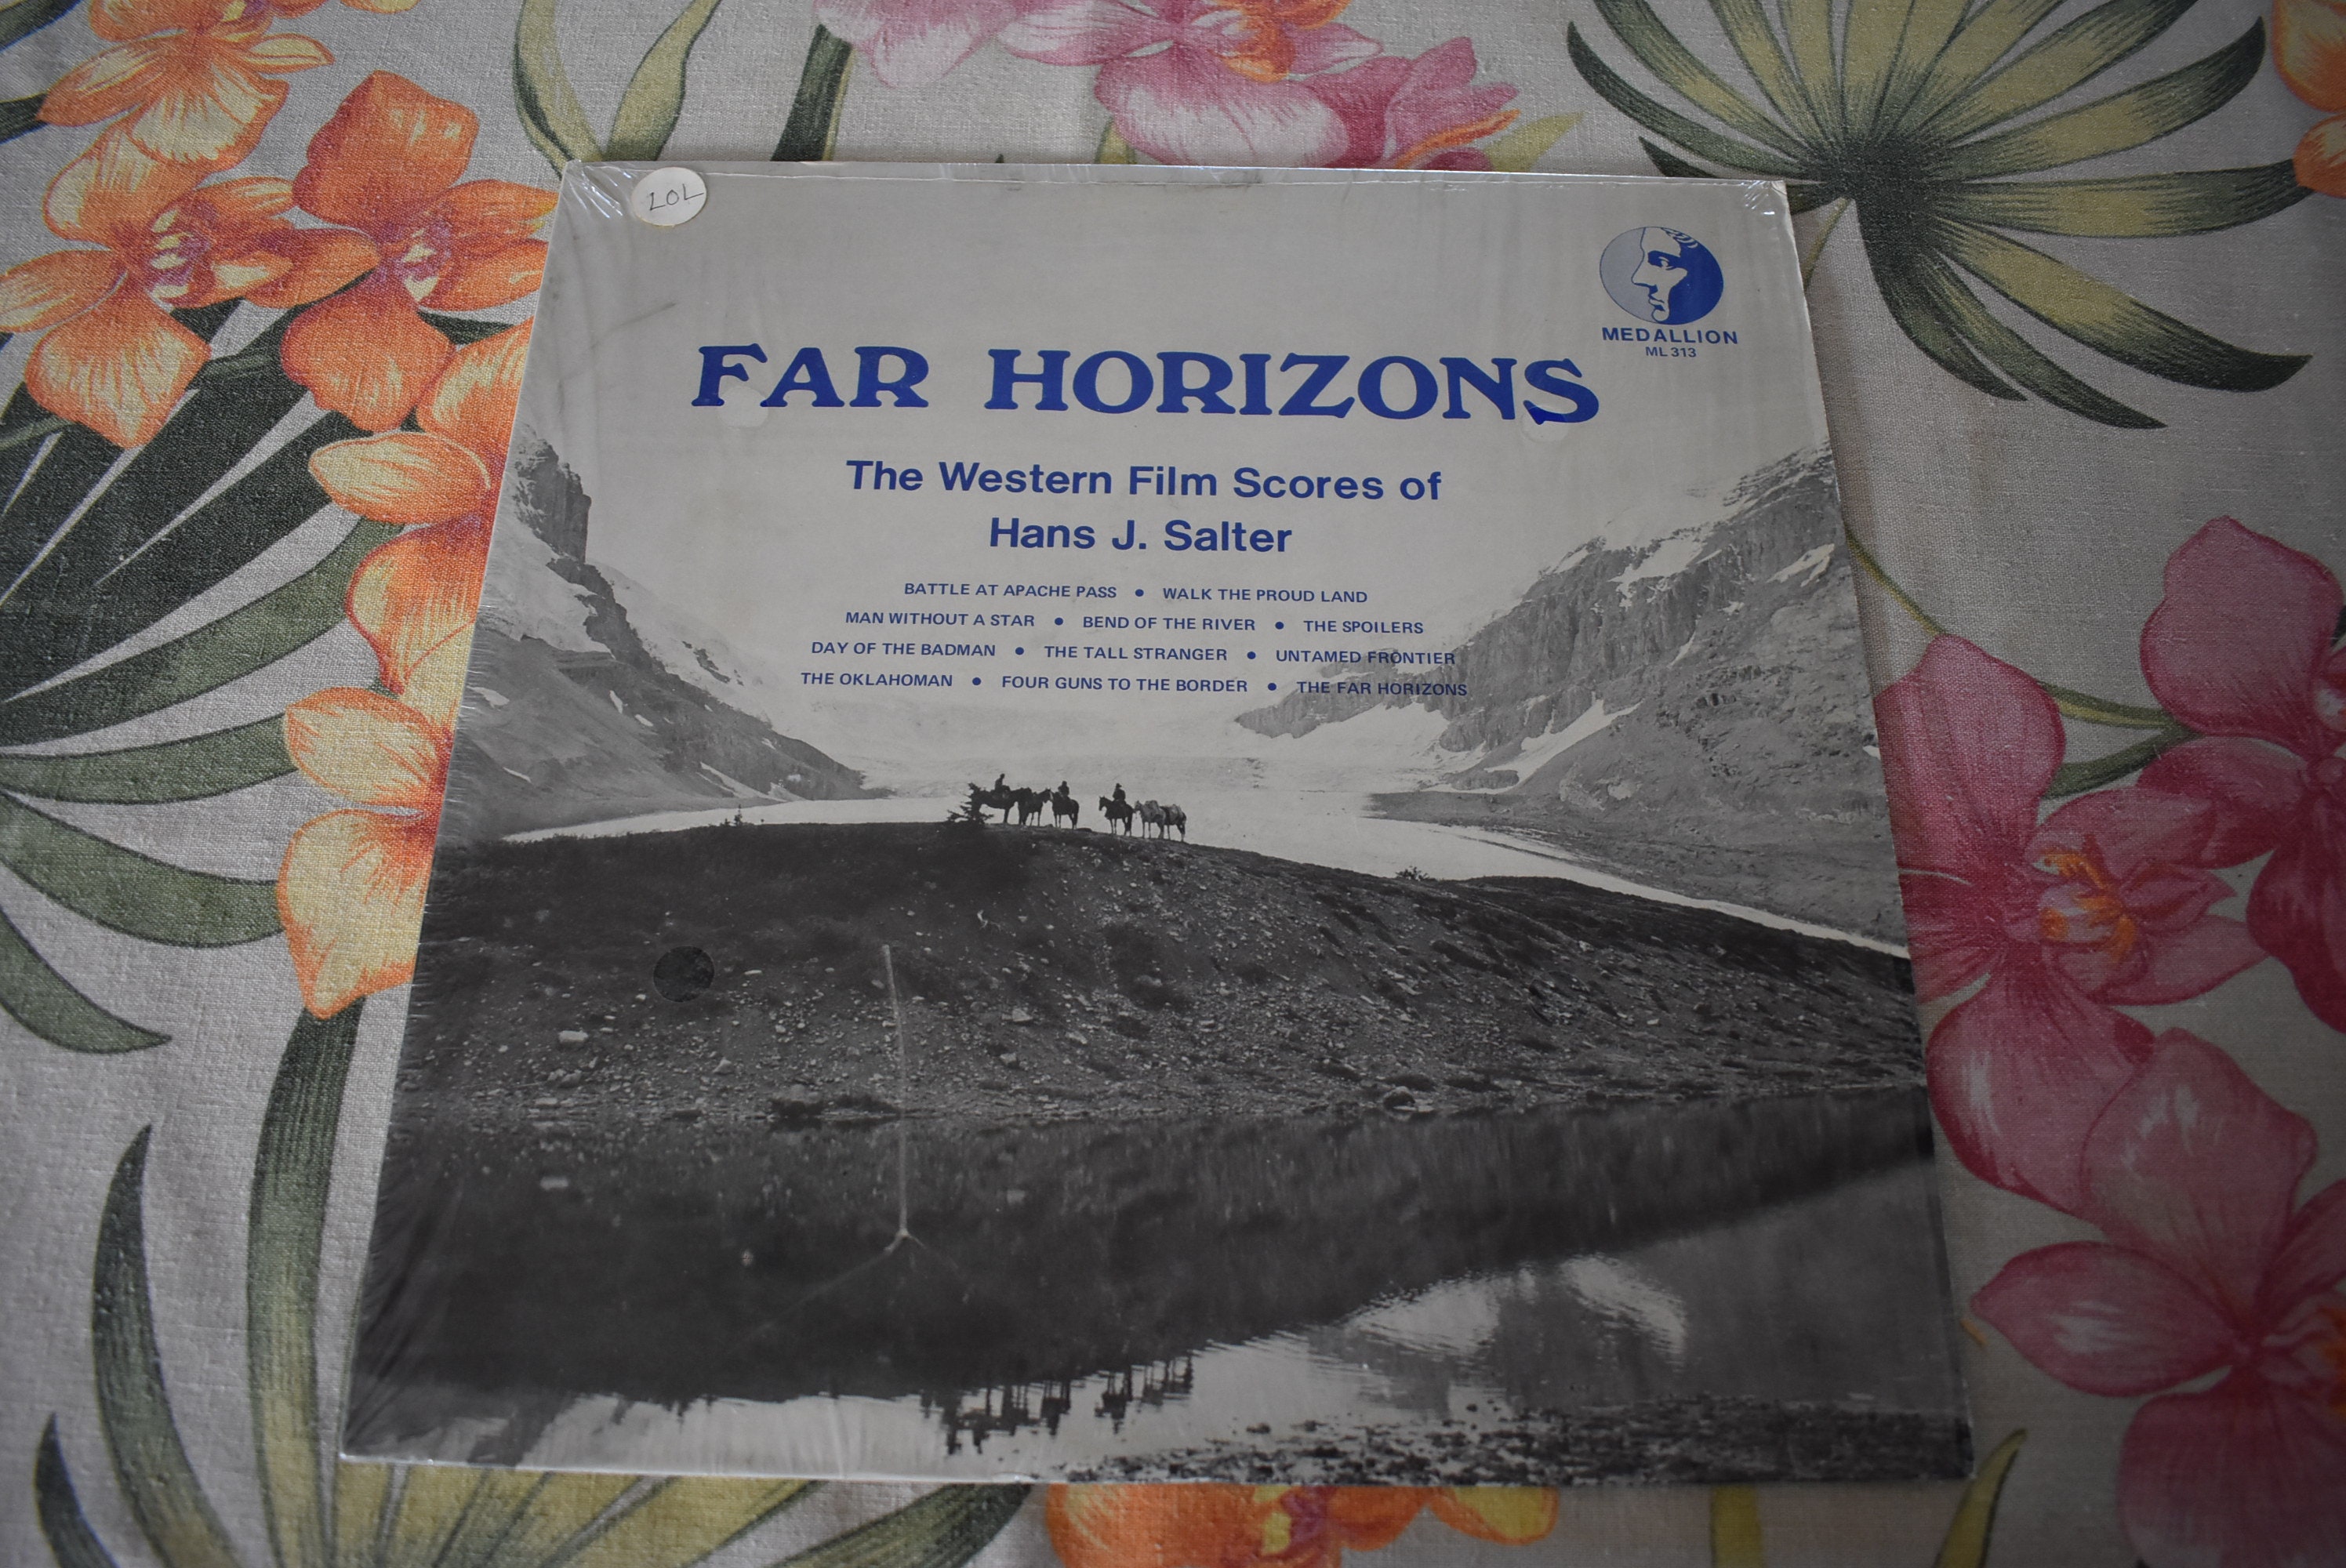 LOL
MEDALLION
ML 313
FAR HORIZONS
The Western Film Scores of
Hans J. Salter
BATTLE AT APACHE PASS • WALK THE PROUD LAND
MAN WITHOUT A STAR • BEND OF THE RIVER • THE SPOILERS
DAY OF THE BADMAN • THE TALL STRANGER • UNTAMED FRONTIER
THE OKLAHOMAN • FOUR GUNS TO THE BORDER • THE FAR HORIZONS